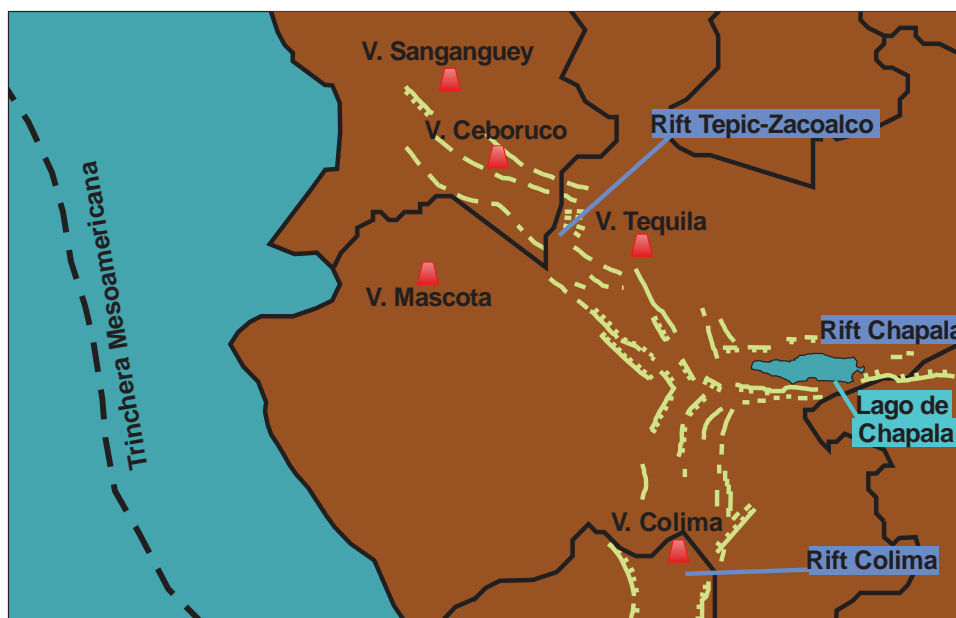 V. Sanganguey
V. Ceboruco
Rift Tepic-Zacoalco
V. Tequila
V. Mascota
Trinchera Mesoamericana
Rift Chapala
Lago de
Chapala
V. Colima
Rift Colima